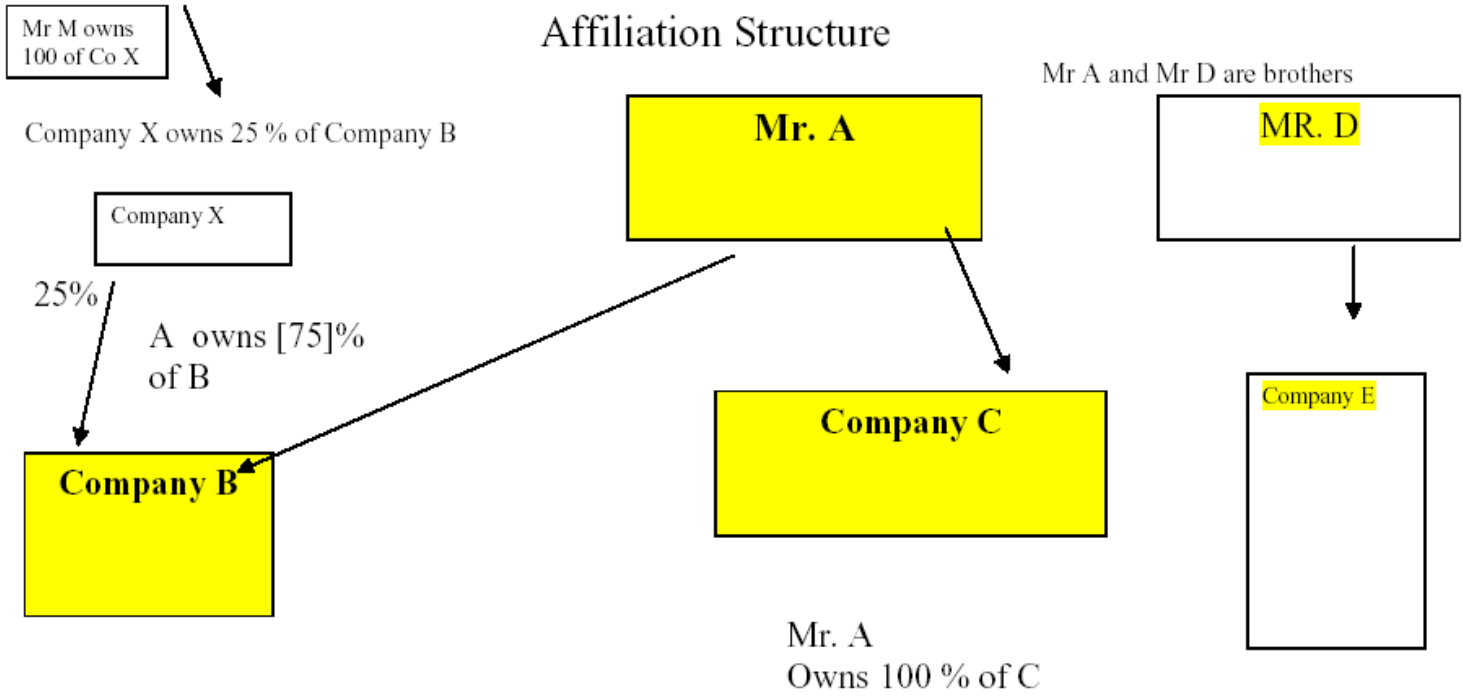 Mr M owns
100 of Co X
Affiliation Structure
Mr A and Mr D are brothers
Company X owns 25 % of Company B
Mr. A
MR. D
Company X
25%
A owns [75]%
of B
Company E
Company C
Company B
Mr. A
Owns 100 % of C